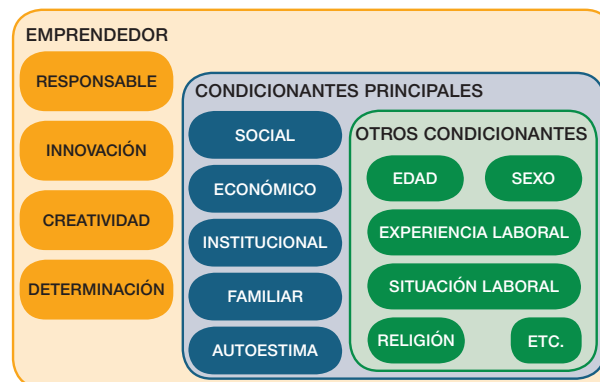 EMPRENDEDOR
RESPONSABLE
INNOVACIÓN
CREATIVIDAD
DETERMINACIÓN
CONDICIONANTES PRINCIPALES
SOCIAL
ECONÓMICO
INSTITUCIONAL
FAMILIAR
AUTOESTIMA
OTROS CONDICIONANTES
EDAD
SEXO
EXPERIENCIA LABORAL
SITUACIÓN LABORAL
RELIGIÓN
ETC.